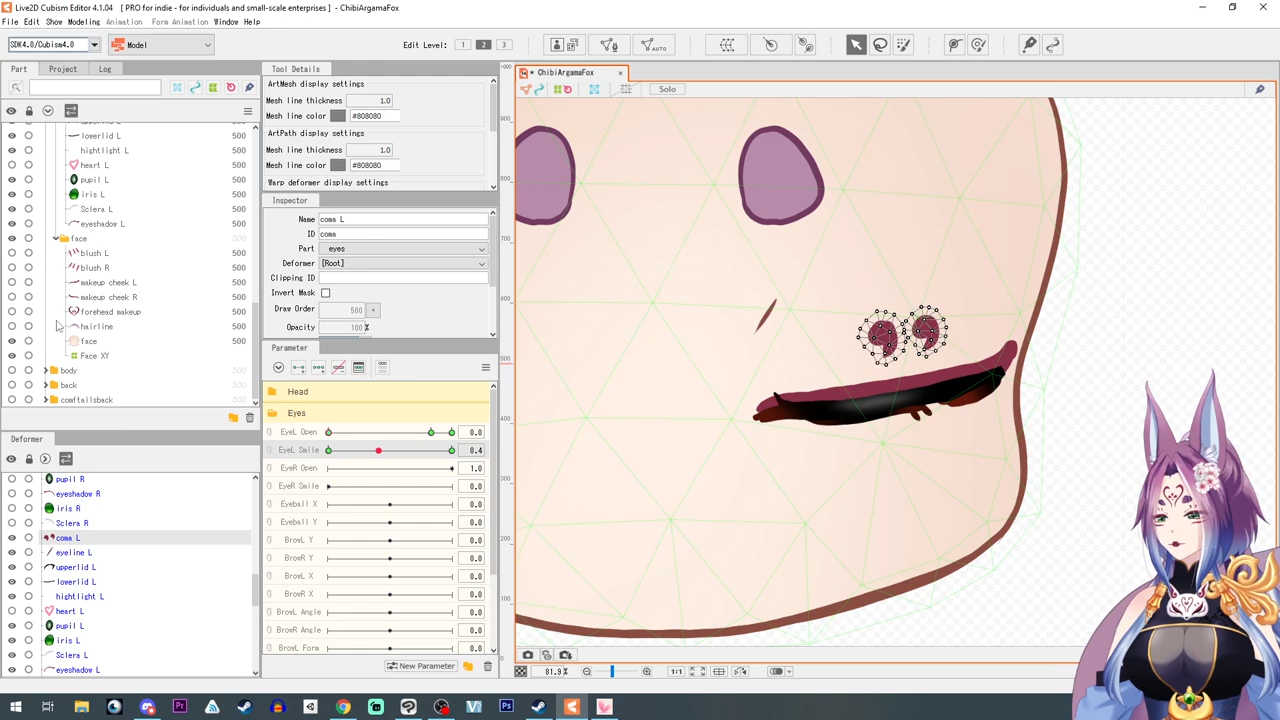 Live2D Cubism Editor 4.1.04 [ PRO for indie - for individuals and small-scale enterprises ] - ChibiArgamaFox
File Edit Show Modeling Animation Form Animation Window Help
SDK4.0/Cubism4.0 Model Edit Level: 1 2 3 AUTO
Part Project Log
Tool Details
ArtMesh display settings
Mesh line thickness 1.0
Mesh line color #808080
ArtPath display settings
Mesh line thickness 1.0
Mesh line color #808080
Warp deformer display settings
* ChibiArgamaFox
Solo
lowerlid L 500
hightlight L 500
heart L 500
pupil L 500
iris L 500
Sclera L 500
eyeshadow L 500
face 500
blush L 500
blush R 500
makeup cheek L 500
makeup cheek R 500
forehead makeup 500
hairline 500
face 500
Face XY 500
body 500
back 500
comftailsback 500
Inspector
Name coma L
ID coma
Part eyes
Deformer [Root]
Clipping ID
Invert Mask
Draw Order 500
Opacity 100 %
Parameter
Head
Eyes
EyeL Open 0.0
EyeL Smile 0.4
EyeR Open 1.0
EyeR Smile 0.0
Eyeball X 0.0
Eyeball Y 0.0
BrowL Y 0.0
BrowR Y 0.0
BrowL X 0.0
BrowR X 0.0
BrowL Angle 0.0
BrowR Angle 0.0
BrowL Form 0.0
New Parameter
Deformer
pupil R
eyeshadow R
iris R
Sclera R
coma L
eyeline L
upperlid L
lowerlid L
hightlight L
heart L
pupil L
iris L
Sclera L
eyeshadow L
81.9% 1:1